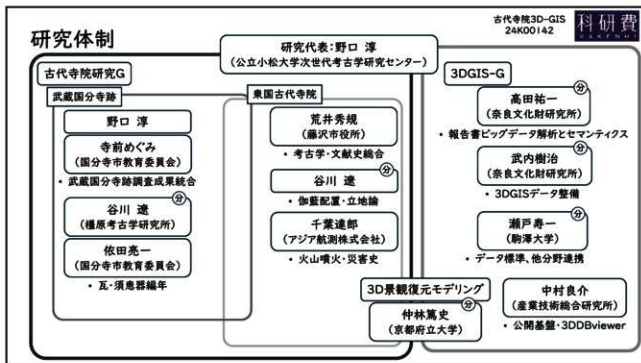 古代寺院3D-GIS
24K00142
科研費
KAKENHI
研究体制
研究代表：野口 淳
(公立小松大学次世代考古学研究センター)
古代寺院研究G
武蔵国分寺跡
野口 淳
寺前めぐみ
(国分寺市教育委員会)
・武蔵国分寺跡調査成果統合
分
谷川 遼
(橿原考古学研究所)
依田亮一
(国分寺市教育委員会)
・瓦・須恵器編年
東国古代寺院
荒井秀規
(藤沢市役所)
・考古学・文献史総合
分
谷川 遼
・伽藍配置・立地論
千葉達郎
(アジア航測株式会社)
・火山噴火・災害史
3D景観復元モデリング
分
仲林篤史
(京都府立大学)
3DGIS-G
分
高田祐一
(奈良文化財研究所)
・報告書ビッグデータ解析とセマンティクス
分
武内樹治
(奈良文化財研究所)
・3DGISデータ整備
分
瀬戸寿一
(駒澤大学)
・データ標準、他分野連携
中村良介
(産業技術総合研究所)
・公開基盤・3DDBviewer